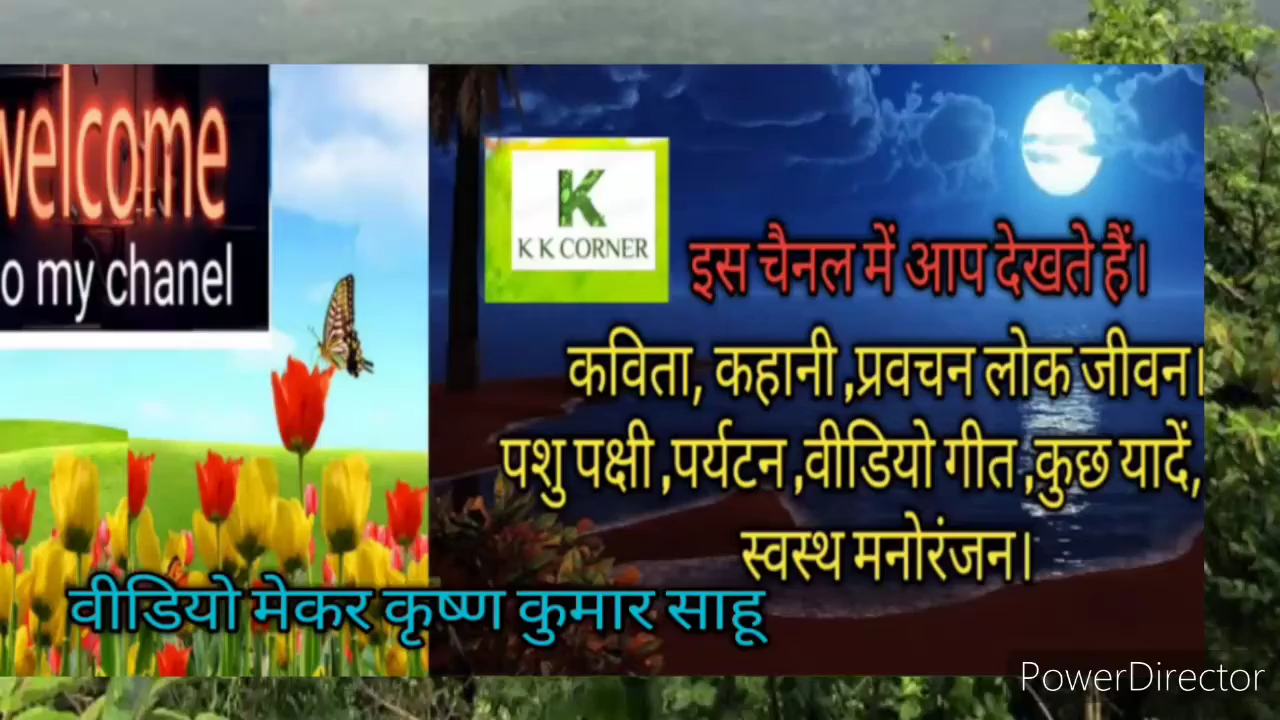 velcome
o my chanel
K
K K CORNER
इस चैनल में आप देखते हैं।
कविता, कहानी ,प्रवचन लोक जीवन।
पशु पक्षी ,पर्यटन ,वीडियो गीत ,कुछ यादें,
स्वस्थ मनोरंजन।
वीडियो मेकर कृष्ण कुमार साहू
PowerDirector